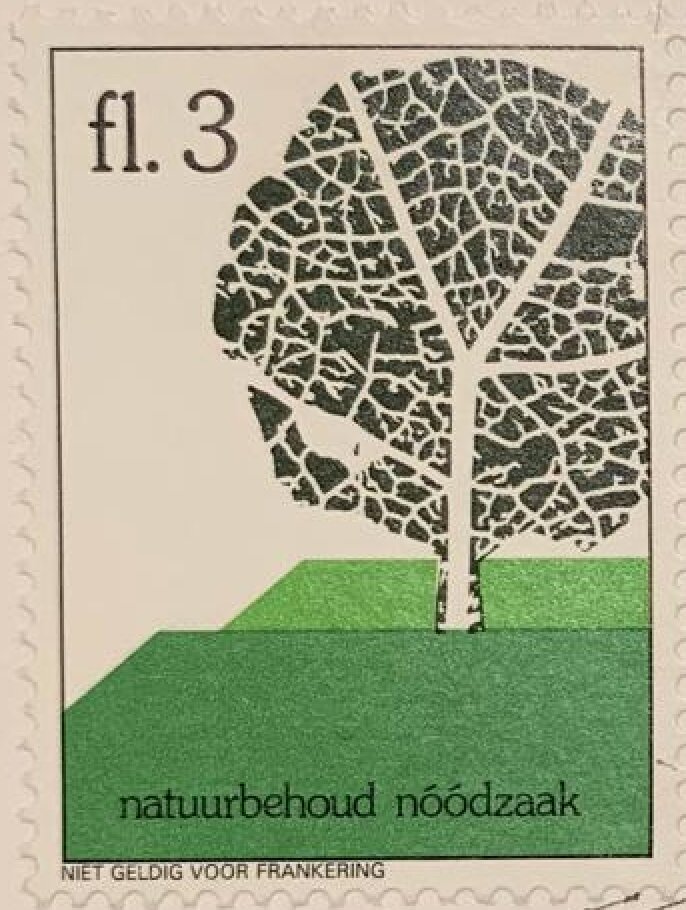 fl. 3
natuurbehoud nóódzaak
NIET GELDIG VOOR FRANKERING